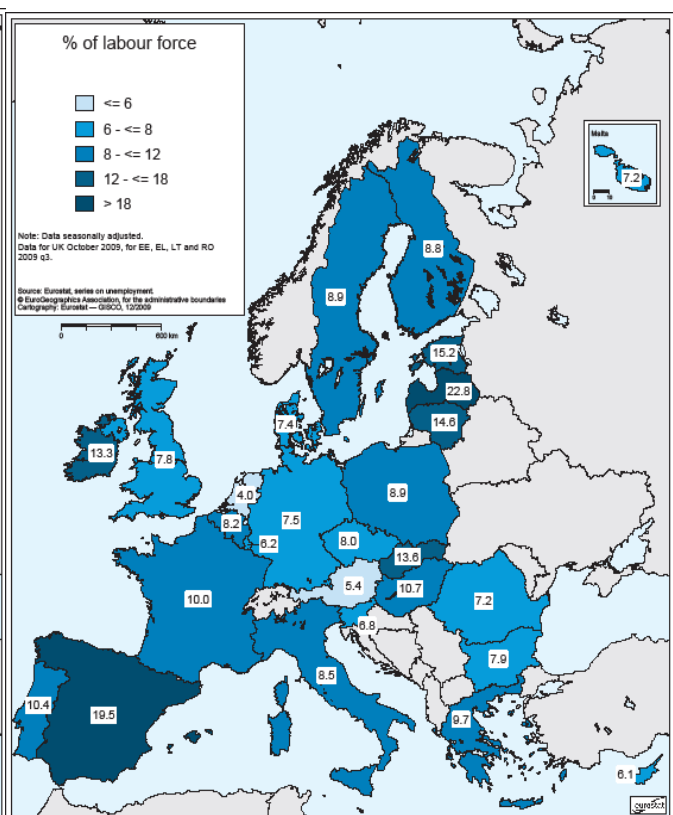 % of labour force
<= 6
6 - <= 8
8 - <= 12
12 - <= 18
> 18
Note: Data seasonally adjusted.
Data for UK October 2009, for EE, EL, LT and RO
2009 q3.
Source: Eurostat, series on unemployment.
© EuroGeographics Association, for the administrative boundaries
Cartography: Eurostat — GISCO, 12/2009
0 600 km
Malta
7.2
0 10
8.8
8.9
15.2
22.8
14.6
7.4
13.3
7.8
4.0
8.9
8.2
7.5
6.2
8.0
13.6
5.4
10.7
10.0
7.2
6.8
7.9
8.5
10.4
19.5
9.7
6.1
eurostat